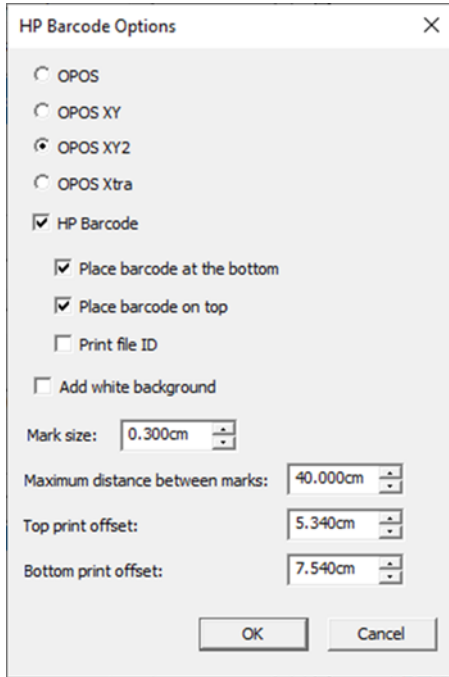 HP Barcode Options
OPOS
OPOS XY
OPOS XY2
OPOS Xtra
HP Barcode
Place barcode at the bottom
Place barcode on top
Print file ID
Add white background
Mark size: 0.300cm
Maximum distance between marks: 40.000cm
Top print offset: 5.340cm
Bottom print offset: 7.540cm
OK Cancel